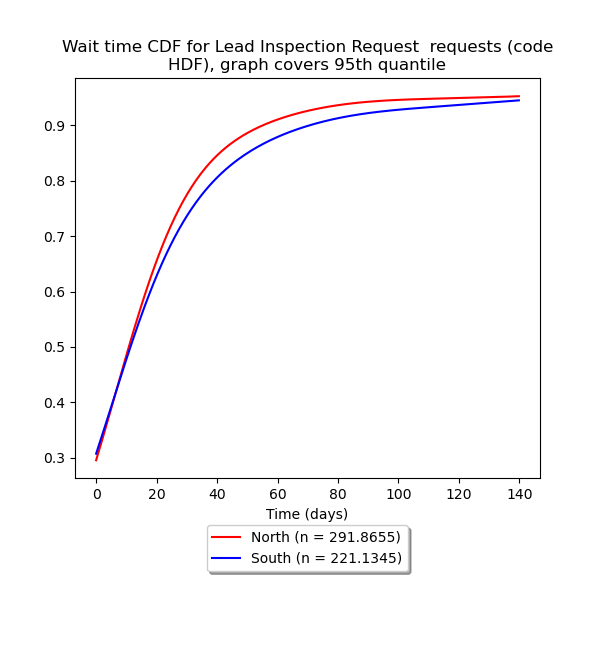 Wait time CDF for Lead Inspection Request  requests (code
HDF), graph covers 95th quantile
0.9
0.8
0.7
0.6
0.5
0.4
0.3
0 20 40 60 80 100 120 140
Time (days)
North (n = 291.8655)
South (n = 221.1345)